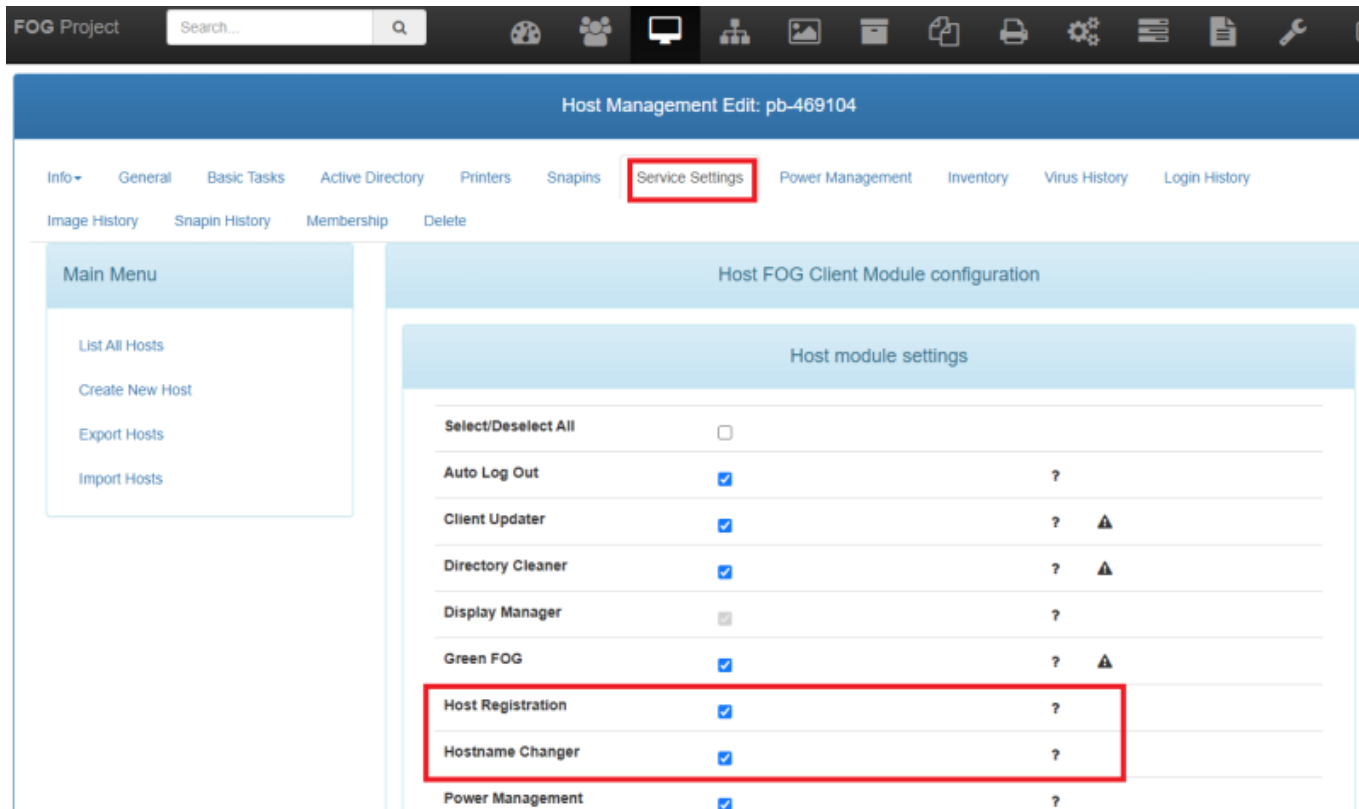 FOG Project Search...
Host Management Edit: pb-469104
Info General Basic Tasks Active Directory Printers Snapins Service Settings Power Management Inventory Virus History Login History
Image History Snapin History Membership Delete
Main Menu
List All Hosts
Create New Host
Export Hosts
Import Hosts
Host FOG Client Module configuration
Host module settings
Select/Deselect All
Auto Log Out ?
Client Updater ?
Directory Cleaner ?
Display Manager ?
Green FOG ?
Host Registration ?
Hostname Changer ?
Power Management ?